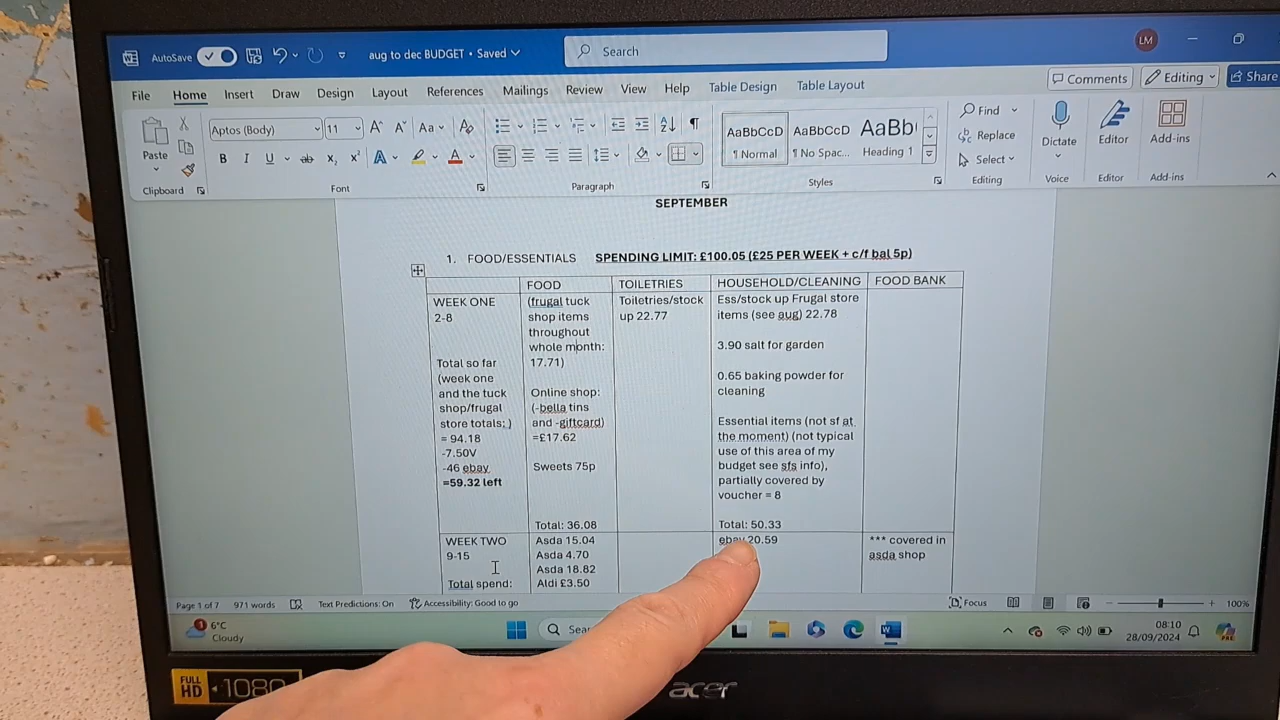 AutoSave
aug to dec BUDGET • Saved
Search
LM
File Home Insert Draw Design Layout References Mailings Review View Help Table Design Table Layout
Comments
Editing
Share
Paste
Clipboard
Aptos (Body)
11
Font
Paragraph
AaBbCcD
¶ Normal
AaBbCcD
¶ No Spac...
AaBb
Heading 1
Styles
Find
Replace
Select
Editing
Dictate
Voice
Editor
Editor
Add-ins
Add-ins
SEPTEMBER
1. FOOD/ESSENTIALS SPENDING LIMIT: £100.05 (£25 PER WEEK + c/f bal 5p)
FOOD
TOILETRIES
HOUSEHOLD/CLEANING
FOOD BANK
WEEK ONE
2-8
Total so far
(week one
and the tuck
shop/frugal
store totals; )
= 94.18
-7.50V
-46 ebay
=59.32 left
(frugal tuck
shop items
throughout
whole month:
17.71)
Online shop:
(-bella tins
and -giftcard)
=£17.62
Sweets 75p
Total: 36.08
Toiletries/stock
up 22.77
Ess/stock up Frugal store
items (see aug) 22.78
3.90 salt for garden
0.65 baking powder for
cleaning
Essential items (not sf at
the moment) (not typical
use of this area of my
budget see sfs info),
partially covered by
voucher = 8
Total: 50.33
WEEK TWO
9-15
Total spend:
Asda 15.04
Asda 4.70
Asda 18.82
Aldi £3.50
ebay 20.59
*** covered in
asda shop
Page 1 of 7 971 words Text Predictions: On Accessibility: Good to go
Focus
100%
1
6°C
Cloudy
Sea
08:10
28/09/2024
FULL
HD 1080
acer